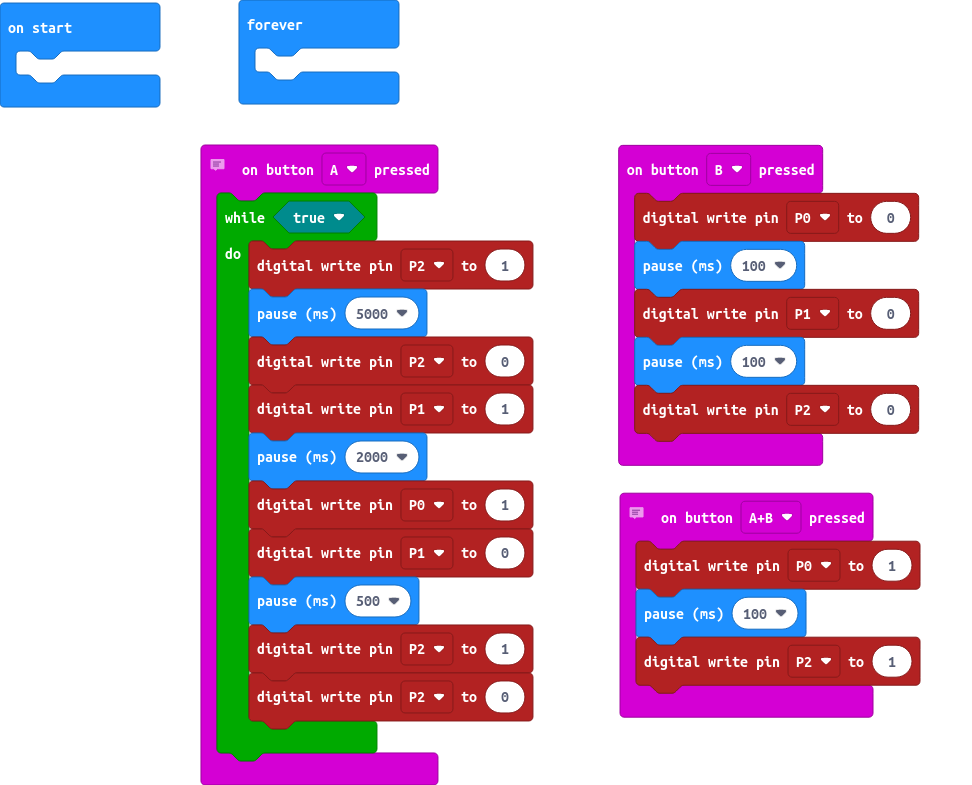 on start
forever
on button A pressed
while true
do
digital write pin P2 to 1
pause (ms) 5000
digital write pin P2 to 0
digital write pin P1 to 1
pause (ms) 2000
digital write pin P0 to 1
digital write pin P1 to 0
pause (ms) 500
digital write pin P2 to 1
digital write pin P2 to 0
on button B pressed
digital write pin P0 to 0
pause (ms) 100
digital write pin P1 to 0
pause (ms) 100
digital write pin P2 to 0
on button A+B pressed
digital write pin P0 to 1
pause (ms) 100
digital write pin P2 to 1